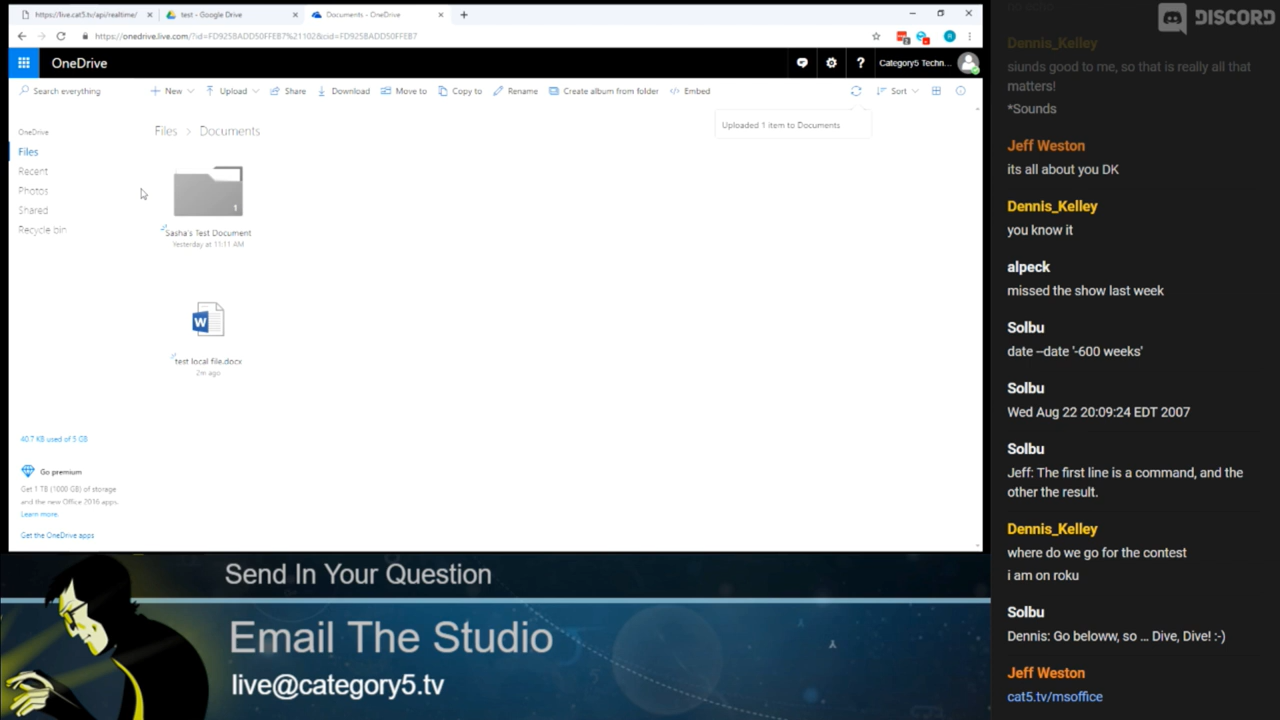 https://live.cat5.tv/api/realtime/
test - Google Drive
Documents - OneDrive
https://onedrive.live.com/?id=FD925BADD50FFEB7%21102&cid=FD925BADD50FFEB7
OneDrive
Category5 Techn...
Search everything
New
Upload
Share
Download
Move to
Copy to
Rename
Create album from folder
Embed
Sort
Uploaded 1 item to Documents
OneDrive
Files
Recent
Photos
Shared
Recycle bin
Files > Documents
1
Sasha's Test Document
Yesterday at 11:11 AM
W
test local file.docx
2m ago
40.7 KB used of 5 GB
Go premium
Get 1 TB (1000 GB) of storage
and the new Office 2016 apps.
Learn more.
Get the OneDrive apps
Send In Your Question
Email The Studio
live@category5.tv
DISCORD
Dennis_Kelley
siunds good to me, so that is really all that
matters!
*Sounds
Jeff Weston
its all about you DK
Dennis_Kelley
you know it
alpeck
missed the show last week
Solbu
date –date '-600 weeks'
Solbu
Wed Aug 22 20:09:24 EDT 2007
Solbu
Jeff: The first line is a command, and the
other the result.
Dennis_Kelley
where do we go for the contest
i am on roku
Solbu
Dennis: Go beloww, so ... Dive, Dive! :-)
Jeff Weston
cat5.tv/msoffice